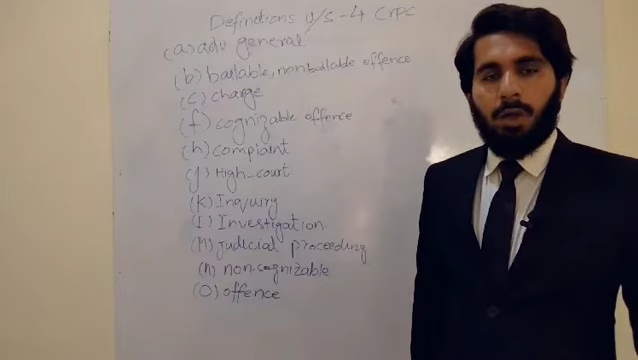 Definitions u/s-4 Crpc
(a) adv general
(b) bailable, nonbailable offence
(c) charge
(f) cognizable offence
(h) complaint
(j) High-court
(k) Inquiry
(l) Investigation
(m) judicial proceeding
(n) non-cognizable
(o) offence